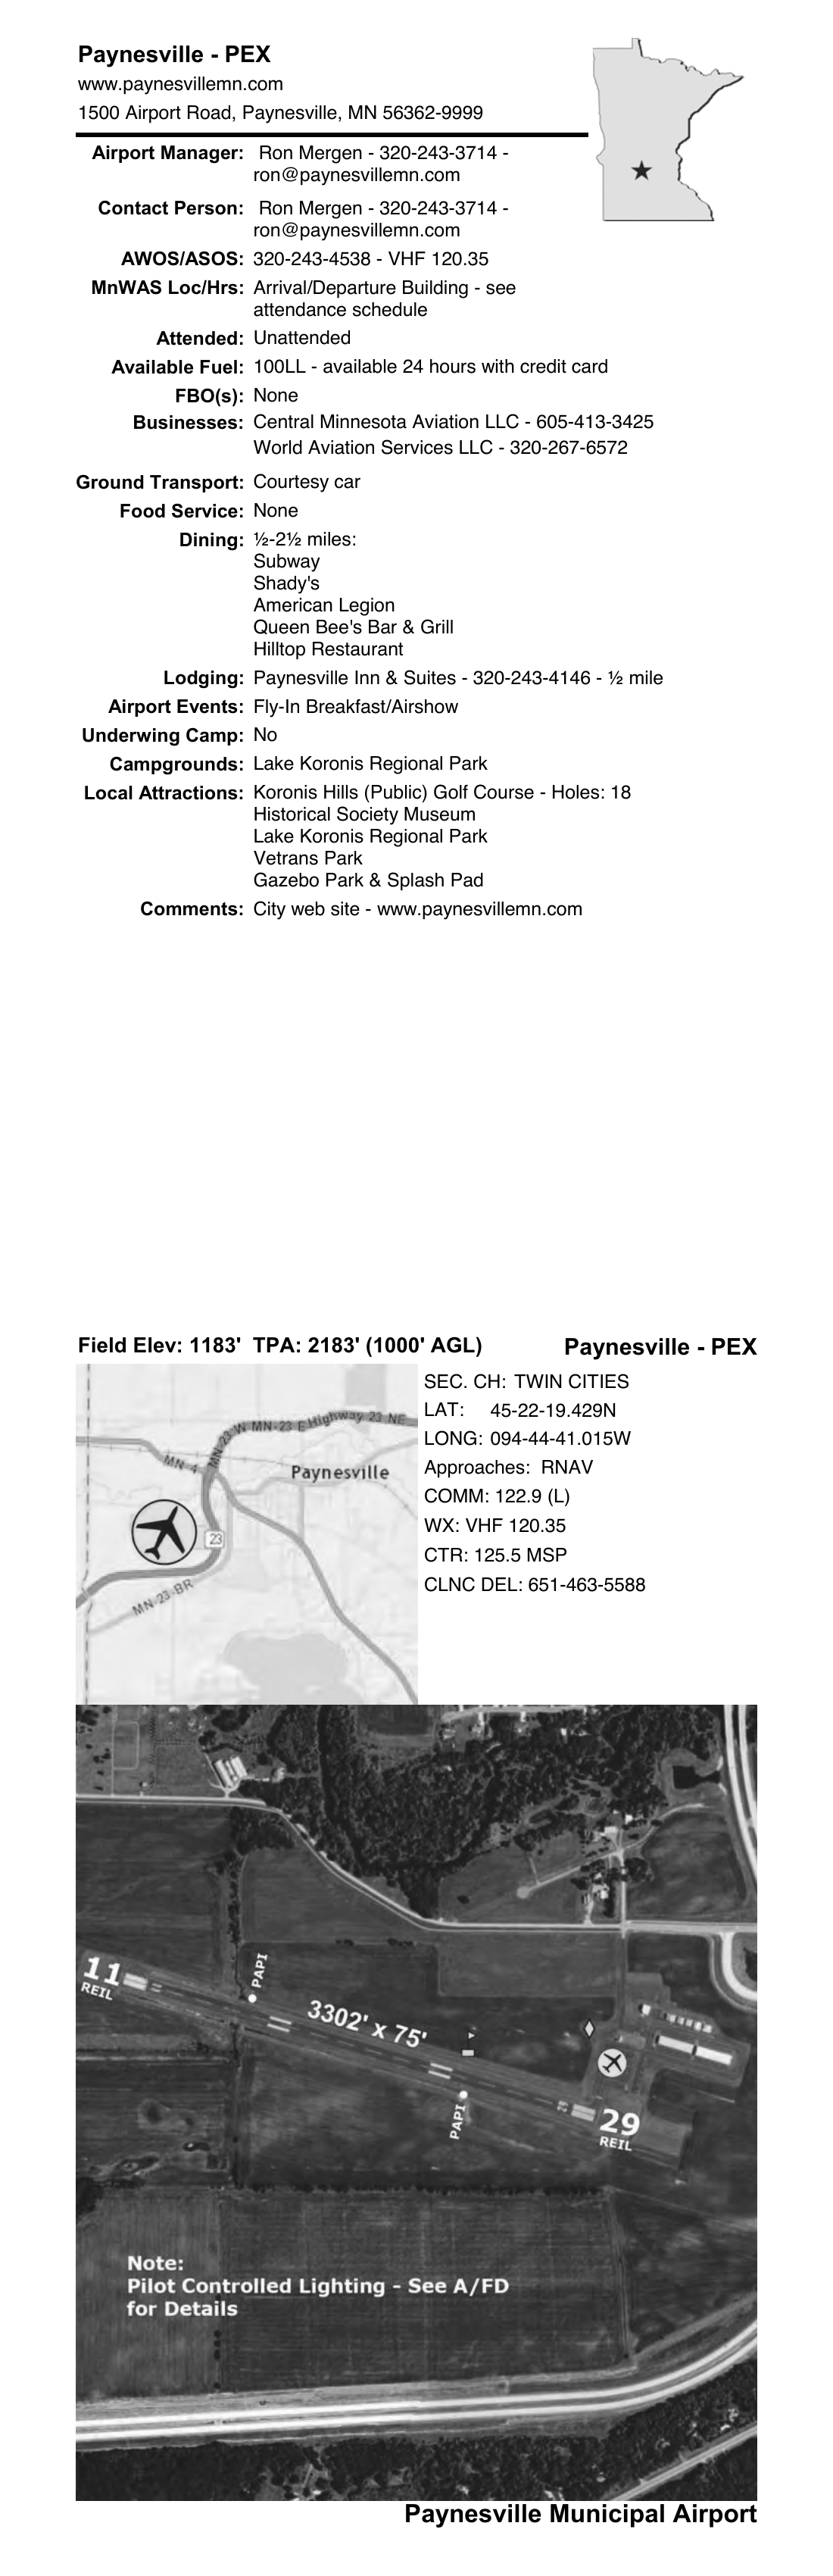 Paynesville - PEX
www.paynesvillemn.com
1500 Airport Road, Paynesville, MN 56362-9999
Airport Manager: Ron Mergen - 320-243-3714 -
ron@paynesvillemn.com
Contact Person: Ron Mergen - 320-243-3714 -
ron@paynesvillemn.com
AWOS/ASOS: 320-243-4538 - VHF 120.35
MnWAS Loc/Hrs: Arrival/Departure Building - see
attendance schedule
Attended: Unattended
Available Fuel: 100LL - available 24 hours with credit card
FBO(s): None
Businesses: Central Minnesota Aviation LLC - 605-413-3425
World Aviation Services LLC - 320-267-6572
Ground Transport: Courtesy car
Food Service: None
Dining: ½-2½ miles:
Subway
Shady's
American Legion
Queen Bee's Bar & Grill
Hilltop Restaurant
Lodging: Paynesville Inn & Suites - 320-243-4146 - ½ mile
Airport Events: Fly-In Breakfast/Airshow
Underwing Camp: No
Campgrounds: Lake Koronis Regional Park
Local Attractions: Koronis Hills (Public) Golf Course - Holes: 18
Historical Society Museum
Lake Koronis Regional Park
Vetrans Park
Gazebo Park & Splash Pad
Comments: City web site - www.paynesvillemn.com
Field Elev: 1183' TPA: 2183' (1000' AGL) Paynesville - PEX
SEC. CH: TWIN CITIES
LAT: 45-22-19.429N
LONG: 094-44-41.015W
Approaches: RNAV
COMM: 122.9 (L)
WX: VHF 120.35
CTR: 125.5 MSP
CLNC DEL: 651-463-5588
MN-23 W MN-23 E Highway 23 NE
MN-4
Paynesville
23
MN-23-BR
11
REIL
PAPI
3302' x 75'
PAPI
29
29
REIL
Note:
Pilot Controlled Lighting - See A/FD
for Details
Paynesville Municipal Airport